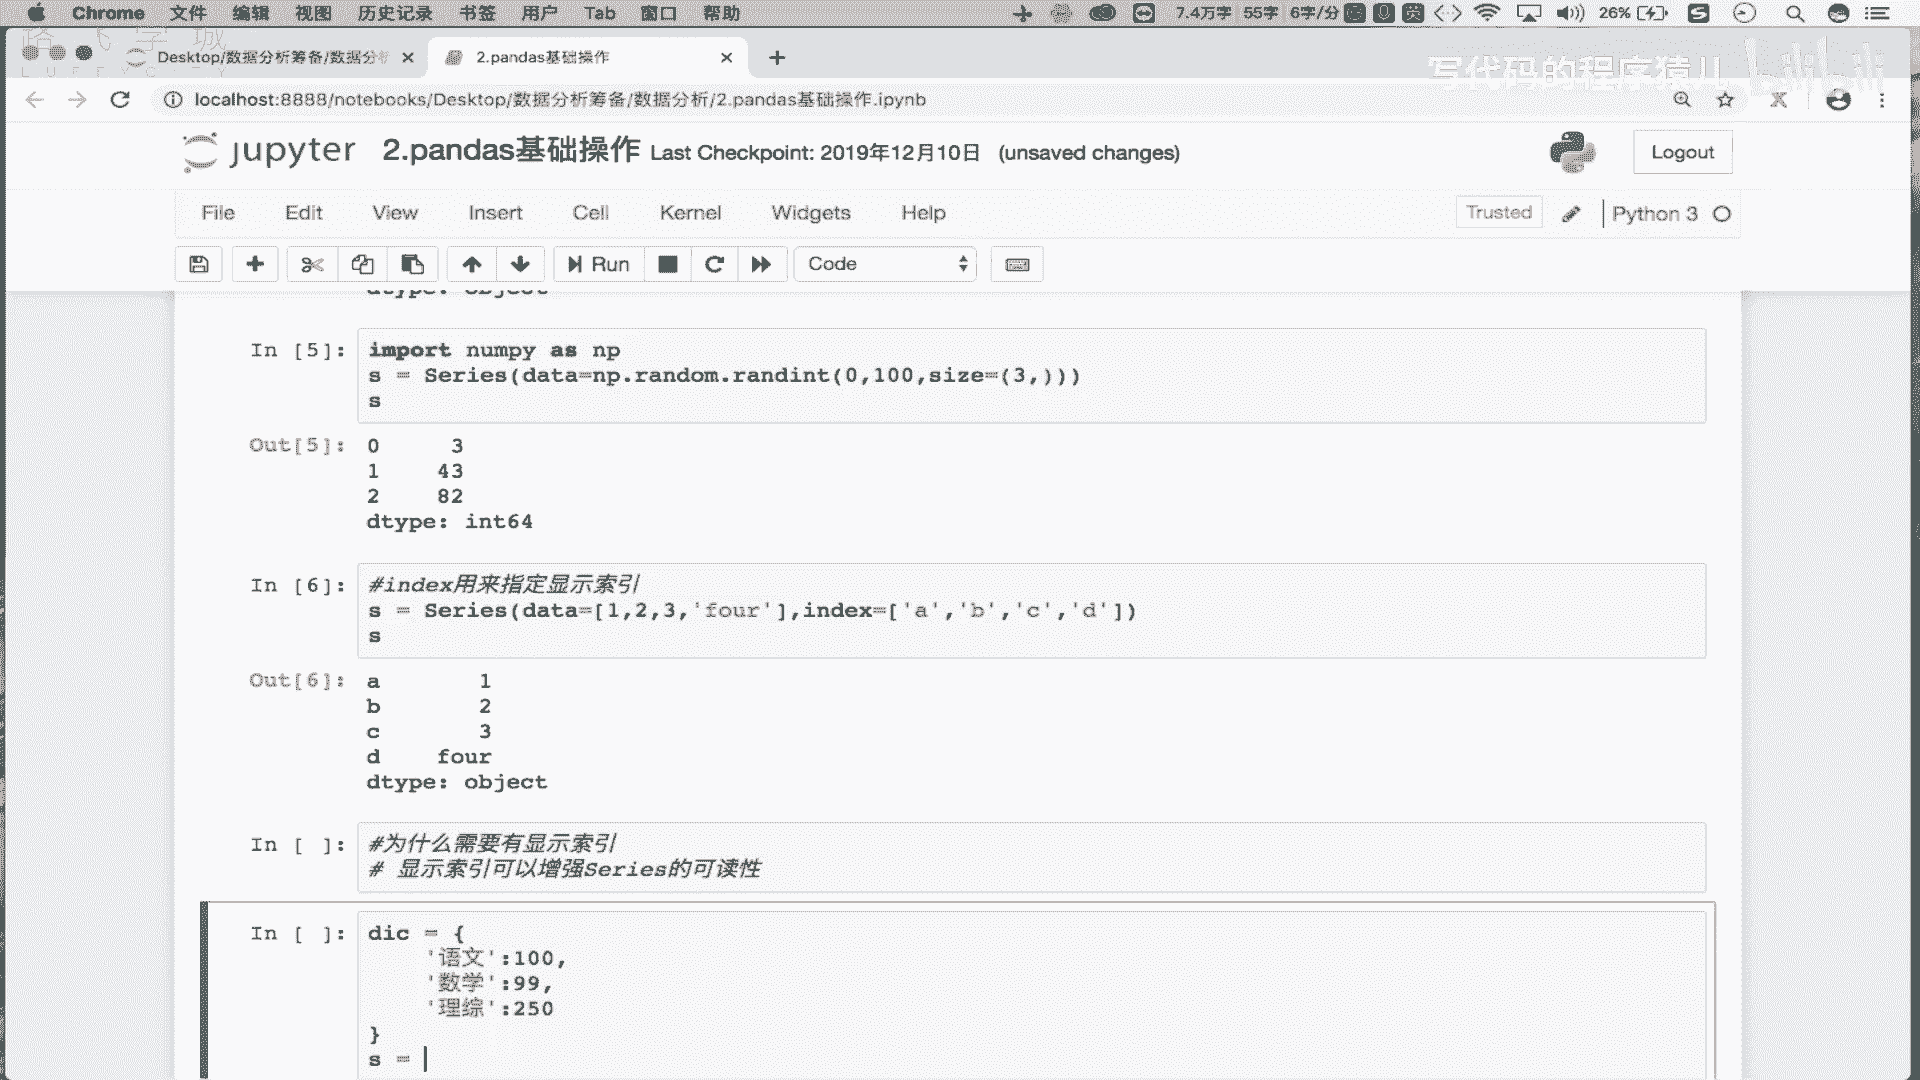 Chrome 文件 编辑 视图 历史记录 书签 用户 Tab 窗口 帮助 7.4万字 55字 6字/分 英 26%
路飞学城
Desktop/数据分析筹备/数据分析
2.pandas基础操作
写代码的程序猿儿 bilibili
localhost:8888/notebooks/Desktop/数据分析筹备/数据分析/2.pandas基础操作.ipynb
jupyter 2.pandas基础操作 Last Checkpoint: 2019年12月10日 (unsaved changes)
Logout
File Edit View Insert Cell Kernel Widgets Help
Trusted Python 3
Run Code
dtype: object
In [5]: import numpy as np
s = Series(data=np.random.randint(0,100,size=(3,)))
s
Out[5]: 0 3
1 43
2 82
dtype: int64
In [6]: #index用来指定显示索引
s = Series(data=[1,2,3,'four'],index=['a','b','c','d'])
s
Out[6]: a 1
b 2
c 3
d four
dtype: object
In [ ]: #为什么需要有显示索引
# 显示索引可以增强Series的可读性
In [ ]: dic = {
'语文':100,
'数学':99,
'理综':250
}
s =